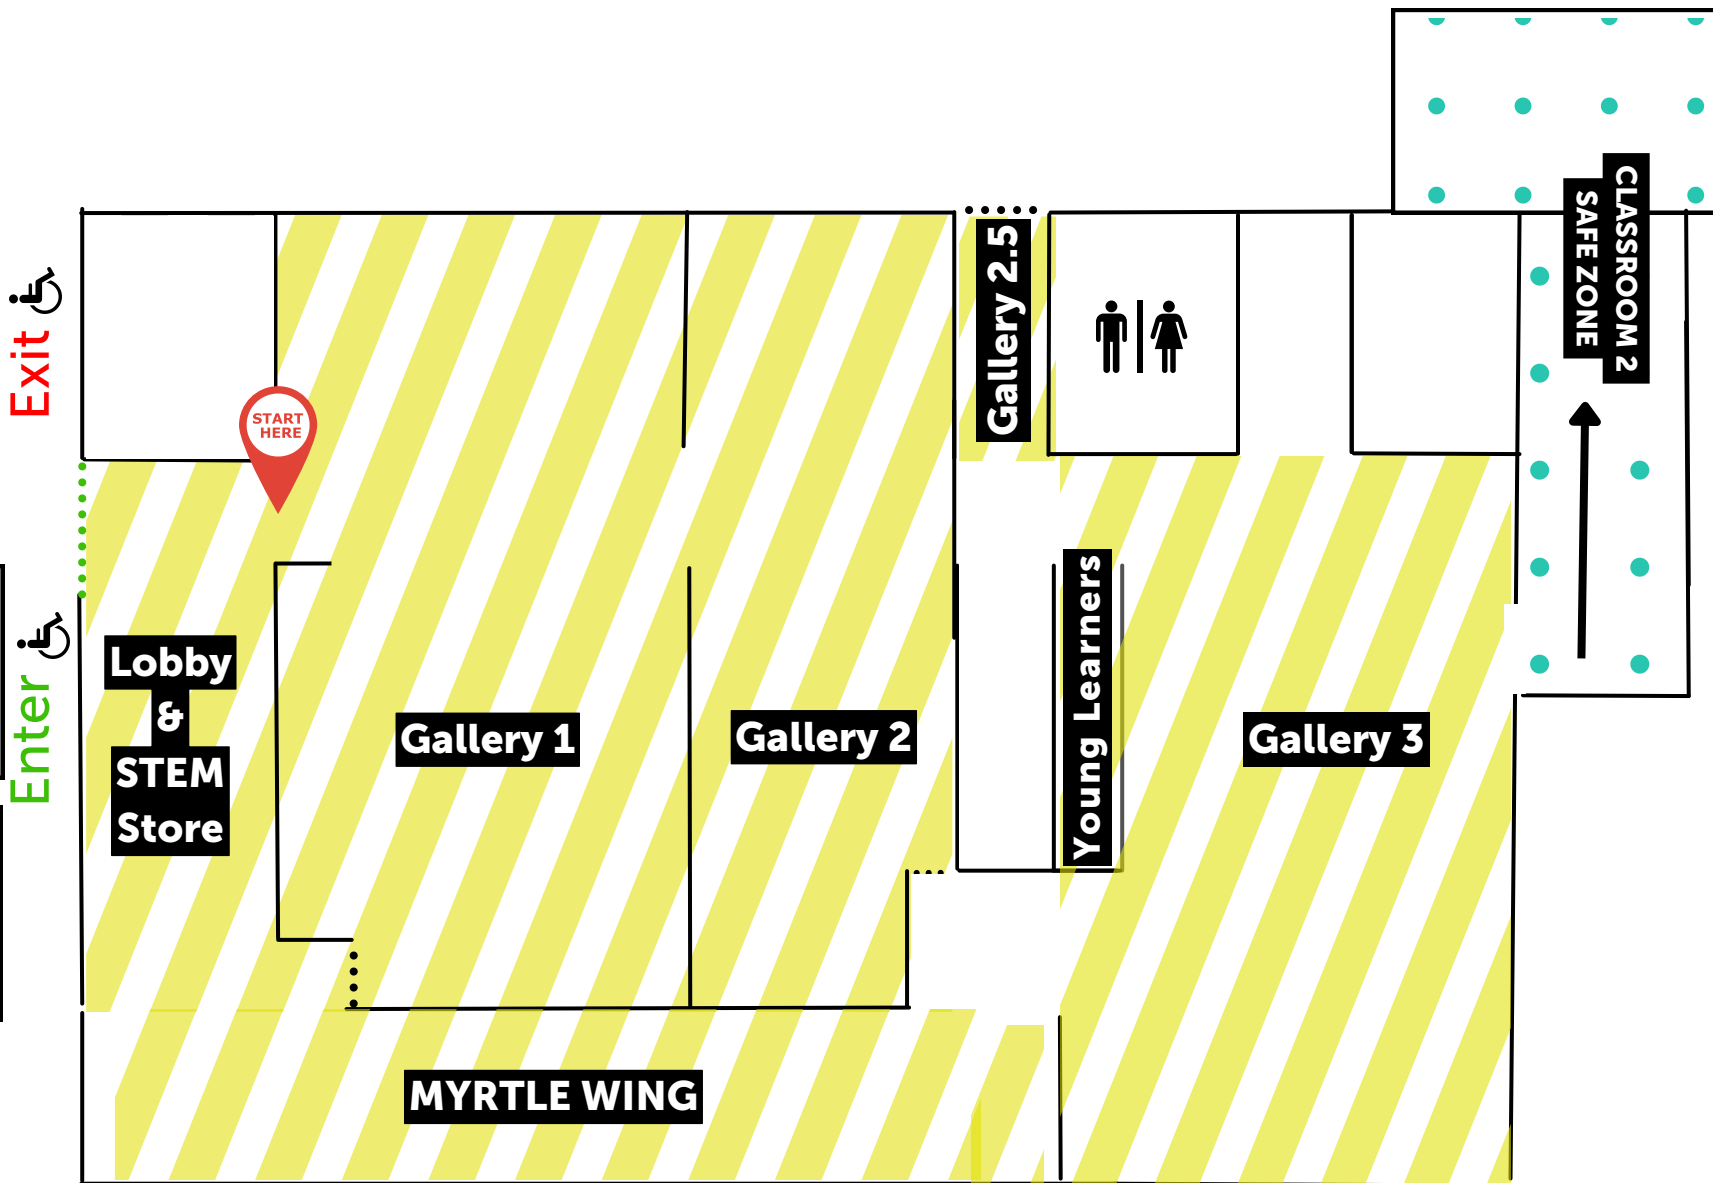 CLASSROOM 2
SAFE ZONE
Gallery 2.5
Exit
START
HERE
Enter
Lobby
&
STEM
Store
Gallery 1
Gallery 2
Young Learners
Gallery 3
MYRTLE WING